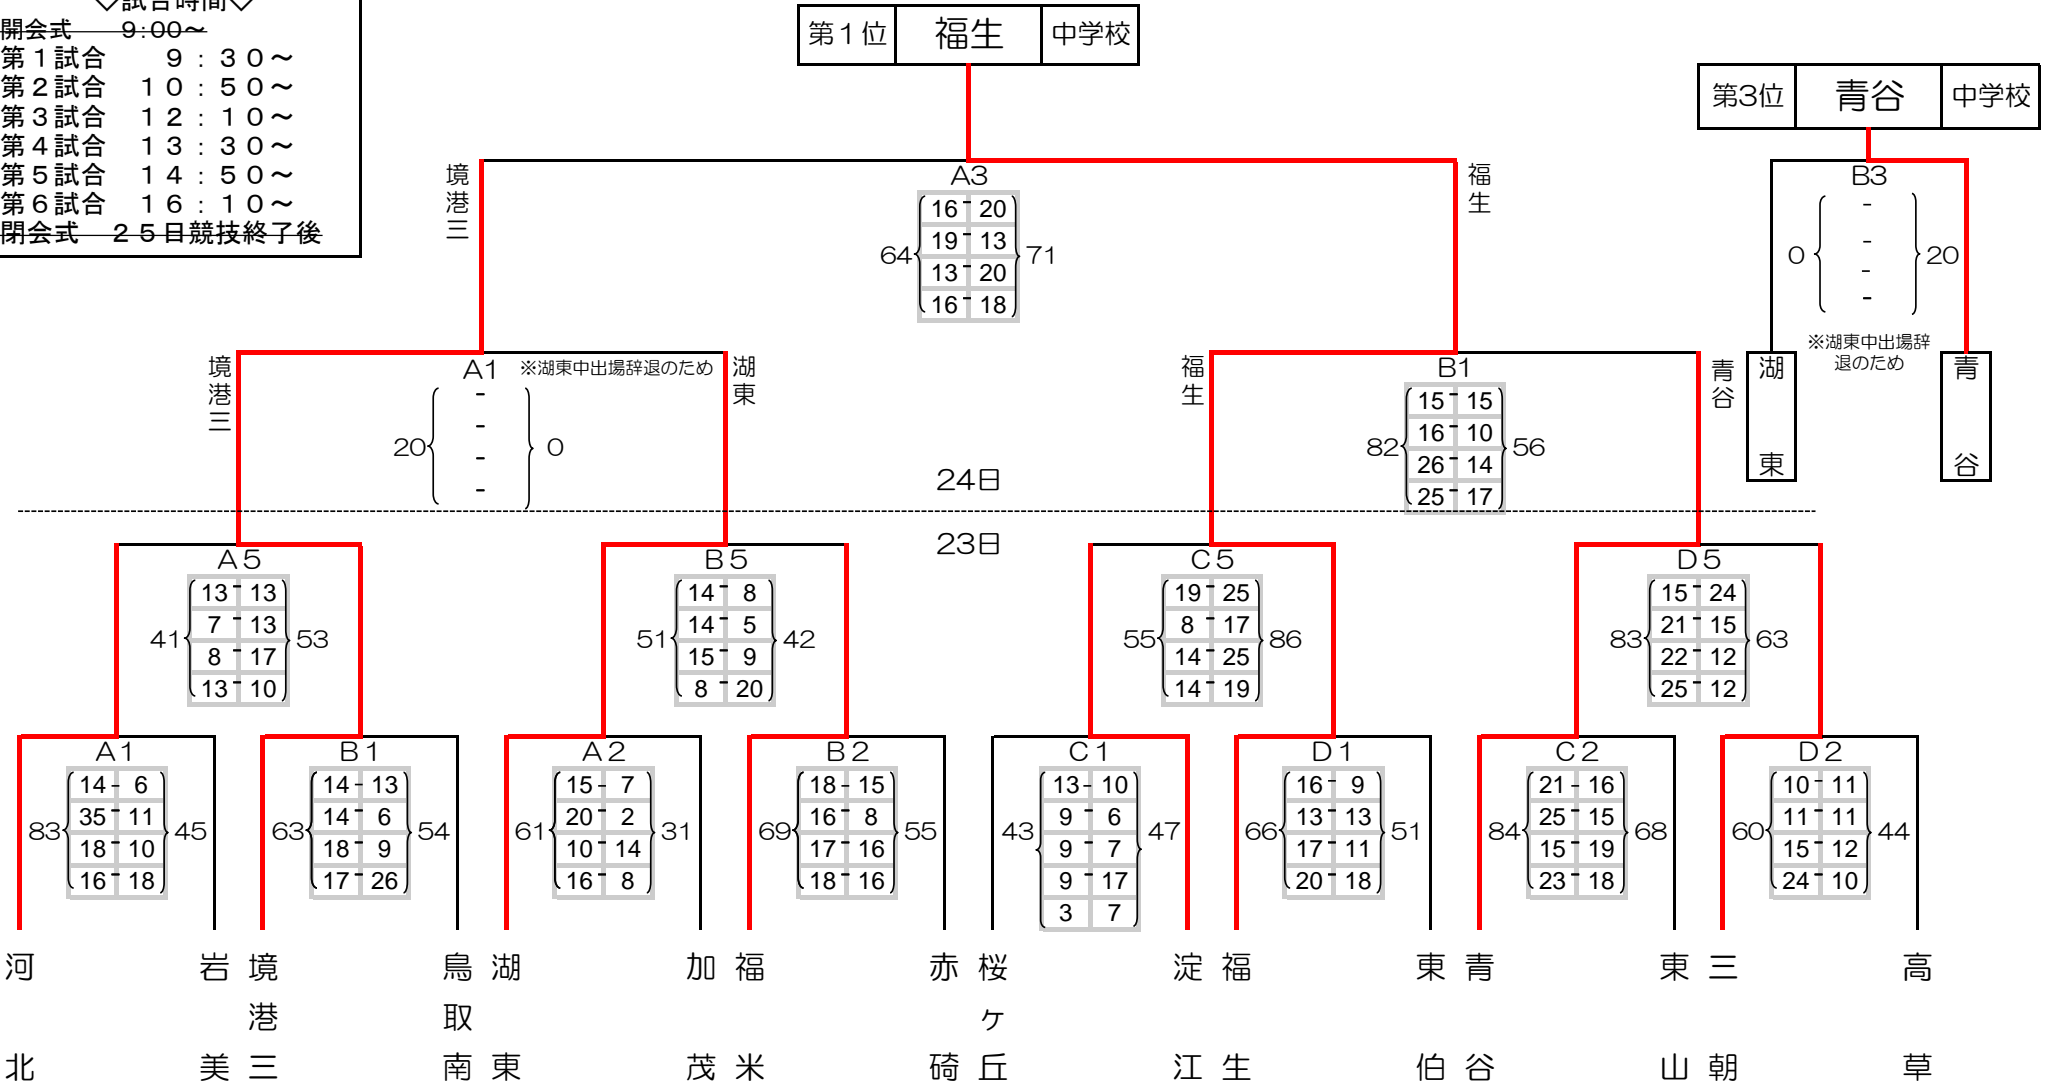 ◇試合時間◇
開会式　9:00～
第１試合　９：３０～
第２試合　１０：５０～
第３試合　１２：１０～
第４試合　１３：３０～
第５試合　１４：５０～
第６試合　１６：１０～
閉会式　２５日競技終了後
第１位 福生 中学校
第3位 青谷 中学校
境港三
A3
福生
64
16 - 20
19 - 13
13 - 20
16 - 18
71
B3
0
-
-
-
-
20
※湖東中出場辞
退のため
湖東
青谷
境港三
A1
※湖東中出場辞退のため
湖東
20
-
-
-
-
0
福生
B1
青谷
82
15 - 15
16 - 10
26 - 14
25 - 17
56
24日
23日
A5
41
13 - 13
7 - 13
8 - 17
13 - 10
53
B5
51
14 - 8
14 - 5
15 - 9
8 - 20
42
C5
55
19 - 25
8 - 17
14 - 25
14 - 19
86
D5
83
15 - 24
21 - 15
22 - 12
25 - 12
63
A1
83
14 - 6
35 - 11
18 - 10
16 - 18
45
B1
63
14 - 13
14 - 6
18 - 9
17 - 26
54
A2
61
15 - 7
20 - 2
10 - 14
16 - 8
31
B2
69
18 - 15
16 - 8
17 - 16
18 - 16
55
C1
43
13 - 10
9 - 6
9 - 7
9 - 17
3 7
47
D1
66
16 - 9
13 - 13
17 - 11
20 - 18
51
C2
84
21 - 16
25 - 15
15 - 19
23 - 18
68
D2
60
10 - 11
11 - 11
15 - 12
24 - 10
44
河北
岩美
境港三
鳥取南
湖東
加茂
福米
赤碕
桜ヶ丘
淀江
福生
東伯
青谷
東山
三朝
高草